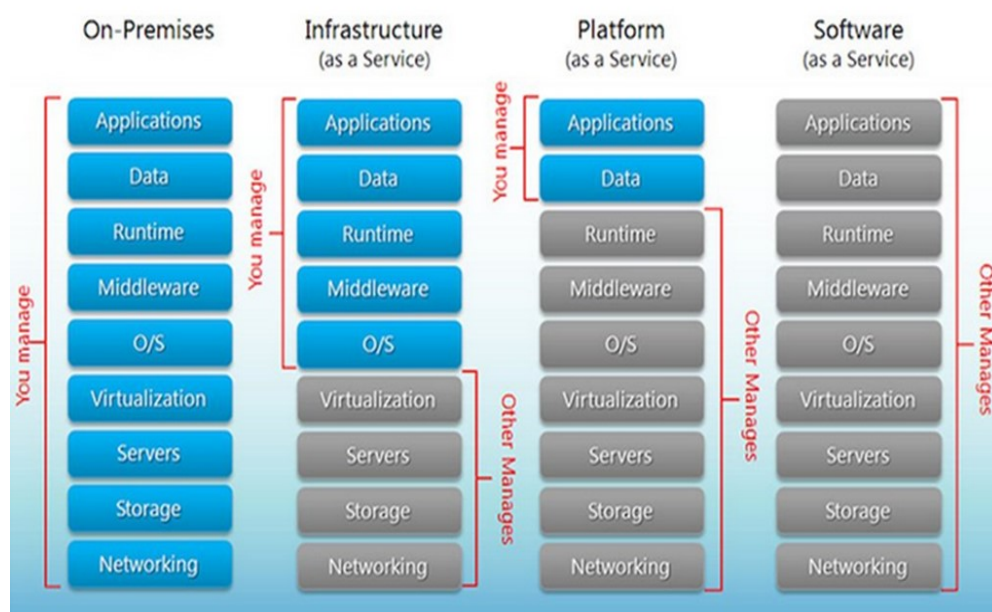 On-Premises
Infrastructure
(as a Service)
Platform
(as a Service)
Software
(as a Service)
You manage
Applications
Data
Runtime
Middleware
O/S
Virtualization
Servers
Storage
Networking
You manage
Applications
Data
Runtime
Middleware
O/S
Virtualization
Servers
Storage
Networking
Other Manages
You manage
Applications
Data
Runtime
Middleware
O/S
Virtualization
Servers
Storage
Networking
Other Manages
Applications
Data
Runtime
Middleware
O/S
Virtualization
Servers
Storage
Networking
Other Manages